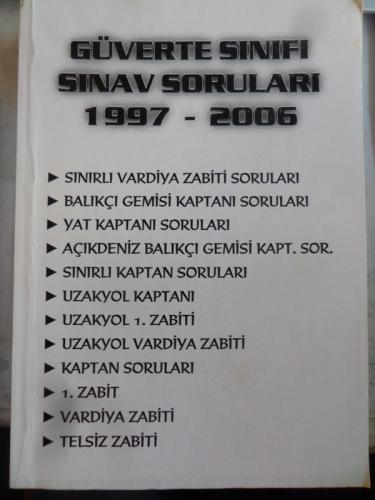 GÜVERTE SINIFI
SINAV SORULARI
1997 - 2006
► SINIRLI VARDİYA ZABİTİ SORULARI
► BALIKÇI GEMİSİ KAPTANI SORULARI
► YAT KAPTANI SORULARI
► AÇIKDENİZ BALIKÇI GEMİSİ KAPT. SOR.
► SINIRLI KAPTAN SORULARI
► UZAKYOL KAPTANI
► UZAKYOL 1. ZABİTİ
► UZAKYOL VARDİYA ZABİTİ
► KAPTAN SORULARI
► 1. ZABİT
► VARDİYA ZABİTİ
► TELSİZ ZABİTİ